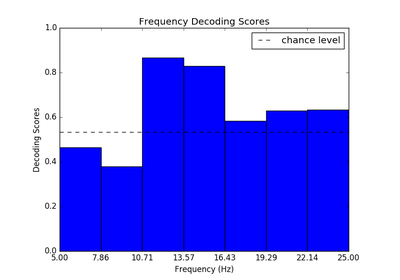 Frequency Decoding Scores
1.0
chance level
0.8
0.6
Decoding Scores
0.4
0.2
0.0
5.00 7.86 10.71 13.57 16.43 19.29 22.14 25.00
Frequency (Hz)